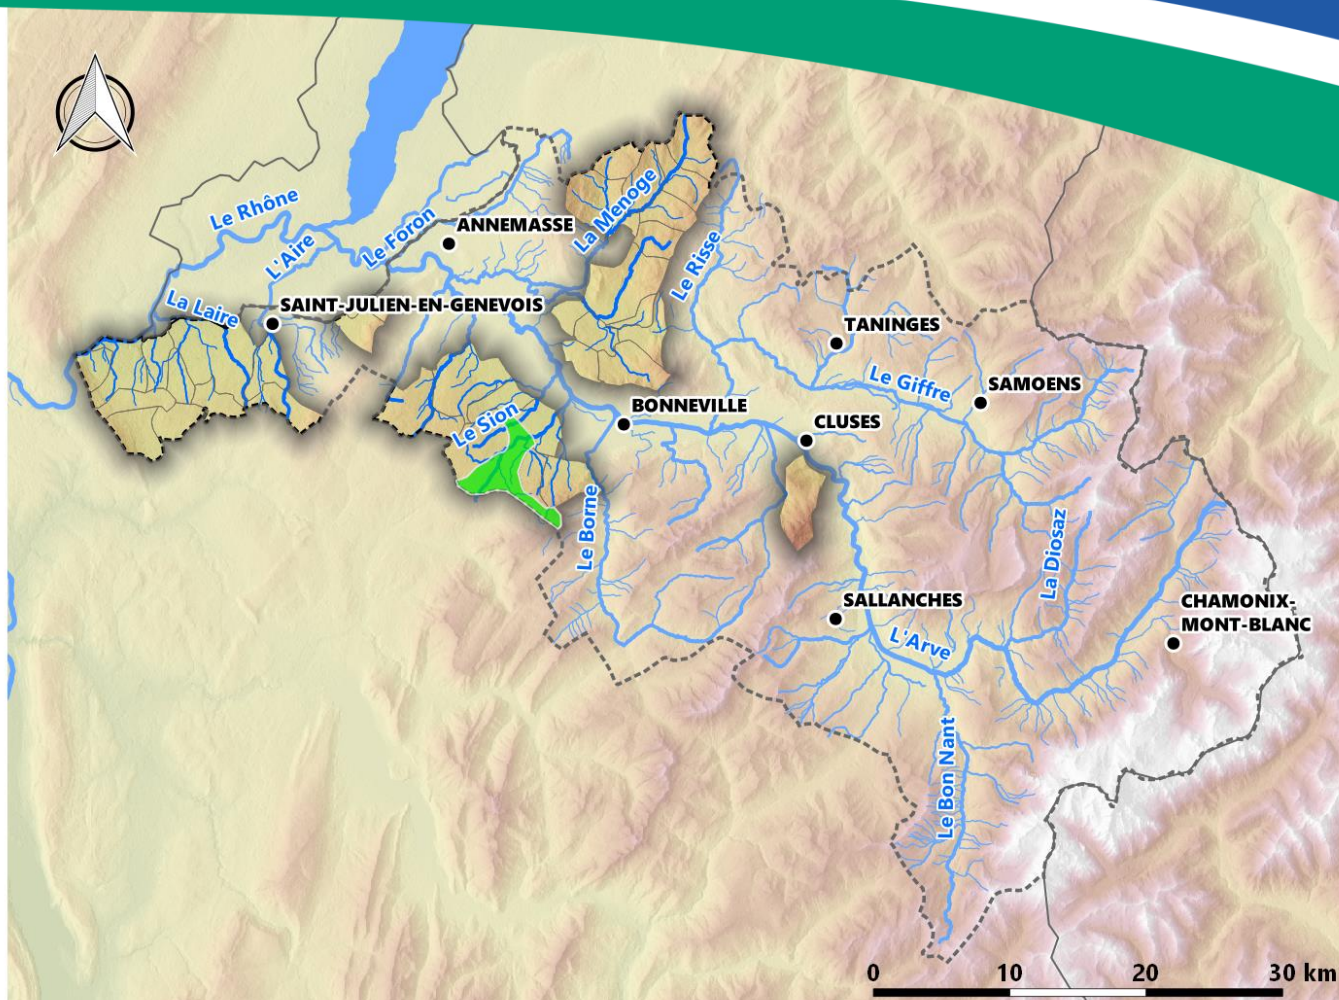 Le Rhône
L'Aire
Le Foron
ANNEMASSE
La Menoge
Le Risse
La Laire
SAINT-JULIEN-EN-GENEVOIS
TANINGES
Le Giffre
SAMOENS
BONNEVILLE
CLUSES
Le Sion
Le Borne
La Diosaz
SALLANCHES
L'Arve
CHAMONIX-
MONT-BLANC
Le Bon Nant
0 10 20 30 km